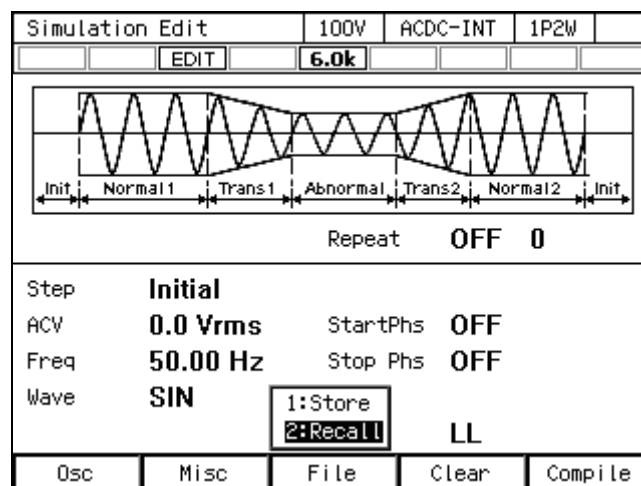 Simulation Edit 100V ACDC-INT 1P2W
EDIT 6.0k
Init Normal1 Trans1 Abnormal Trans2 Normal2 Init
Repeat OFF 0
Step Initial
ACV 0.0 Vrms StartPhs OFF
Freq 50.00 Hz Stop Phs OFF
Wave SIN
1:Store
2:Recall LL
Osc Misc File Clear Compile